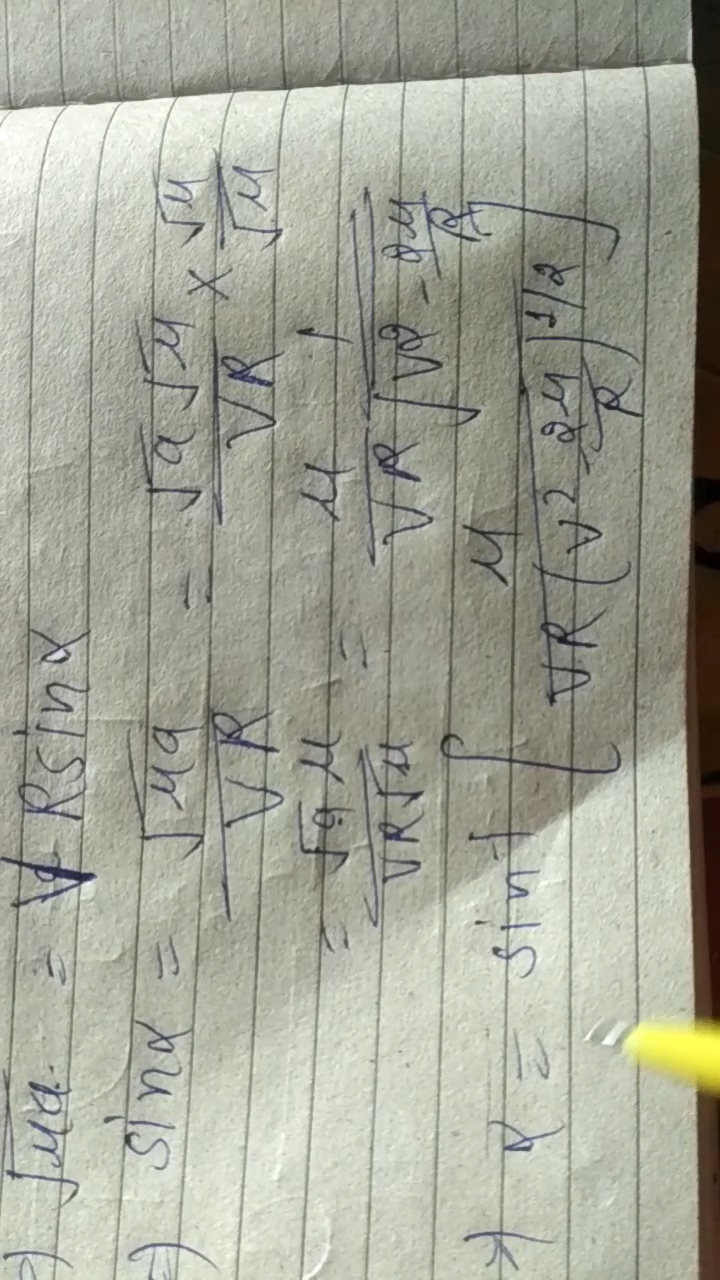 ⇒) √μa = V R sinα
⇒) sinα = √μa / VR = √a √μ / VR × √μ / √μ
= √a μ / VR√μ = μ / VR √V² - 2μ/R
⇒) α = sin⁻¹ [ μ / VR (V² - 2μ/R)^1/2 ]